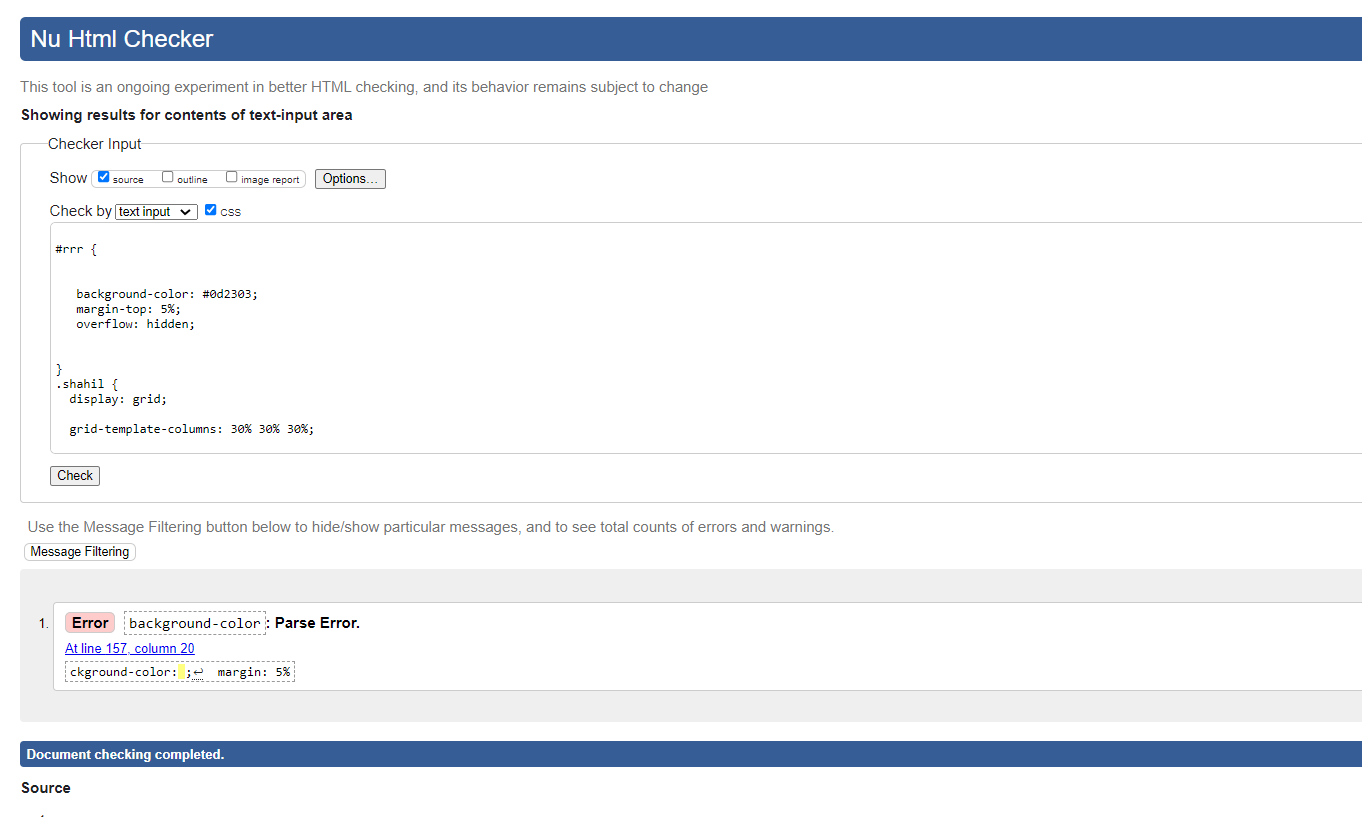 Nu Html Checker
This tool is an ongoing experiment in better HTML checking, and its behavior remains subject to change
Showing results for contents of text-input area
Checker Input
Show source outline image report Options...
Check by text input css
#rrr {
background-color: #0d2303;
margin-top: 5%;
overflow: hidden;
}
.shahil {
display: grid;
grid-template-columns: 30% 30% 30%;
Check
Use the Message Filtering button below to hide/show particular messages, and to see total counts of errors and warnings.
Message Filtering
1. Error background-color: Parse Error.
At line 157, column 20
ckground-color: ;↩ margin: 5%
Document checking completed.
Source